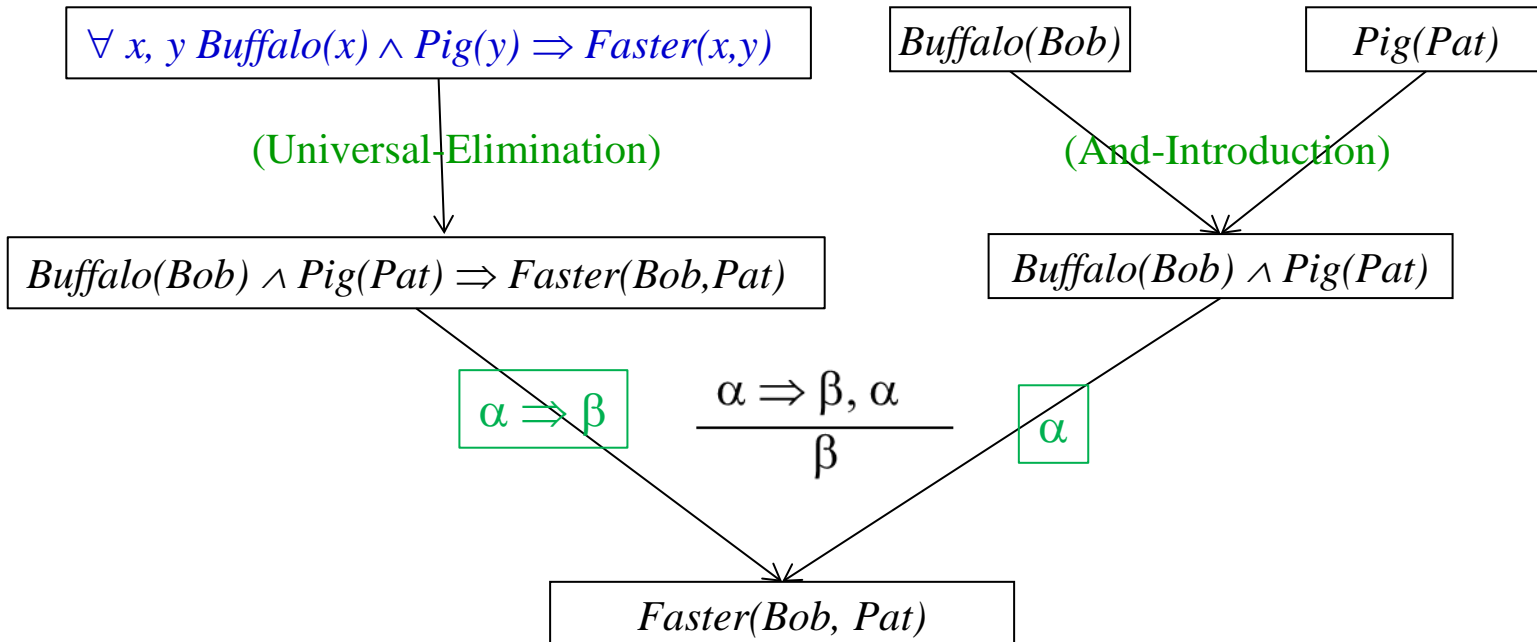 ∀ x, y Buffalo(x) ∧ Pig(y) ⇒ Faster(x,y)
Buffalo(Bob)
Pig(Pat)
(Universal-Elimination)
(And-Introduction)
Buffalo(Bob) ∧ Pig(Pat) ⇒ Faster(Bob,Pat)
Buffalo(Bob) ∧ Pig(Pat)
α ⇒ β
α ⇒ β, α
β
α
Faster(Bob, Pat)